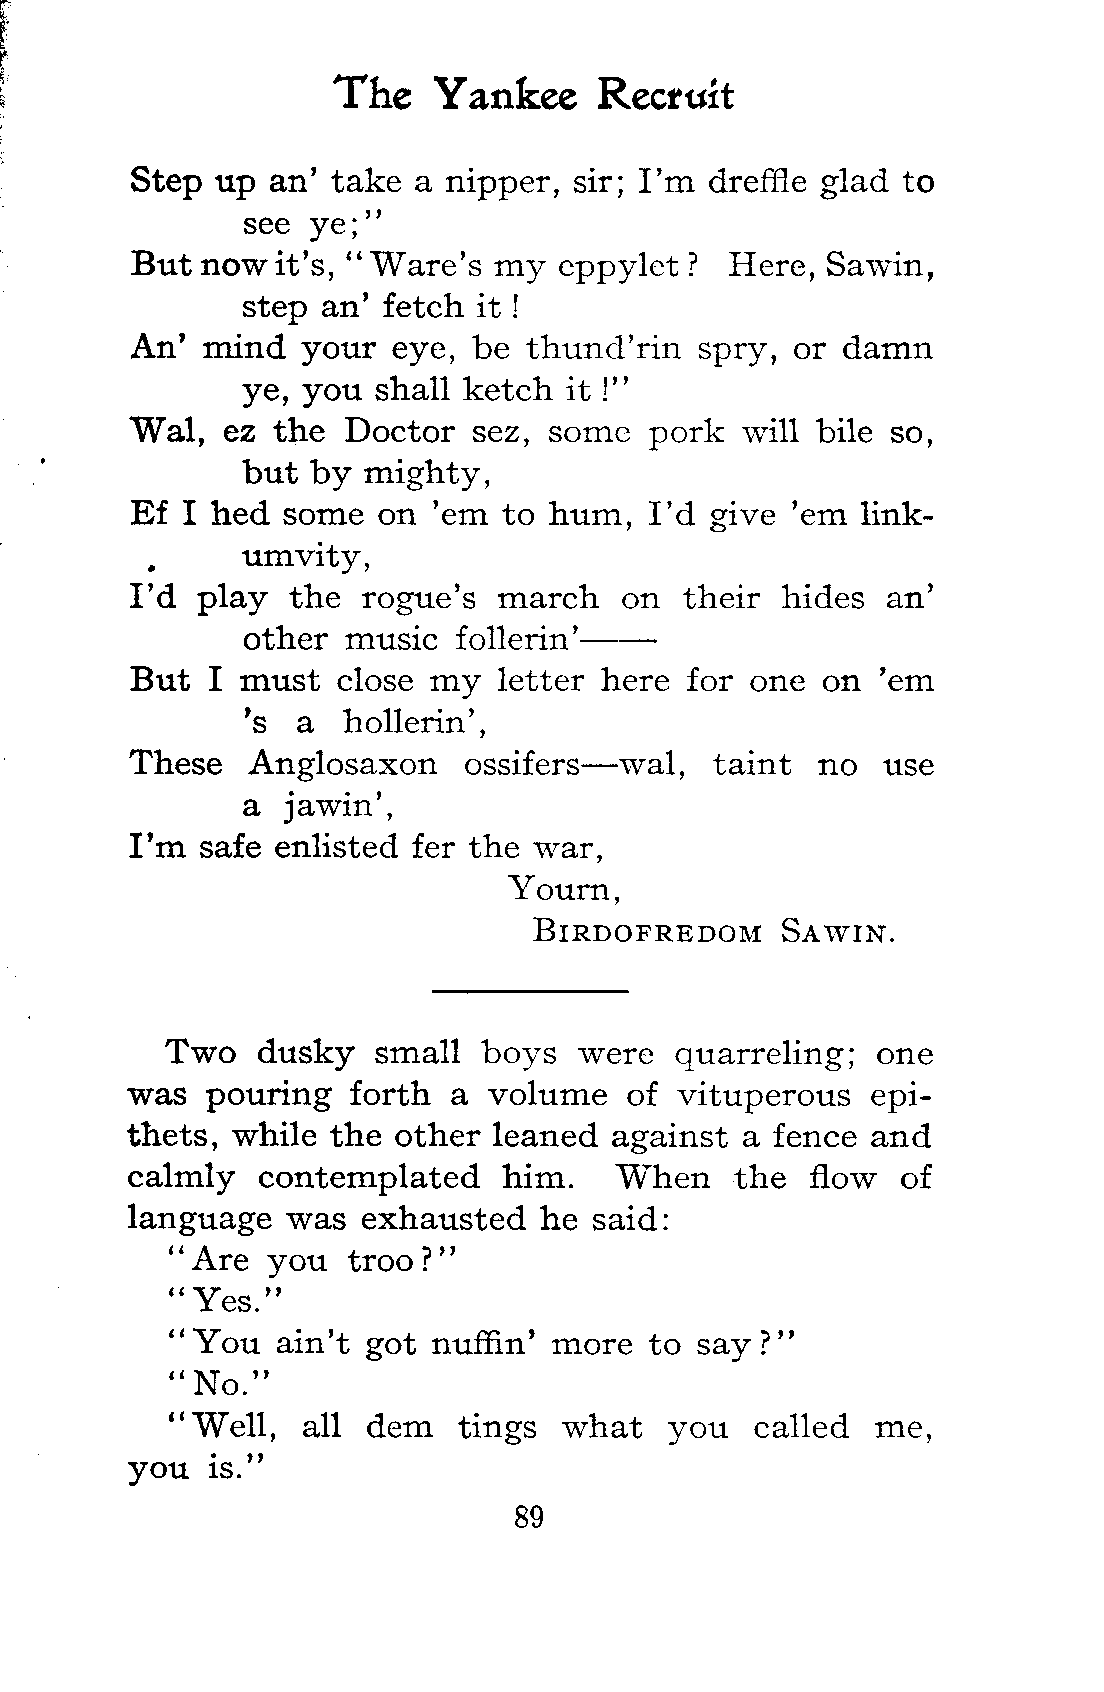 The Yankee Recruit
Step up an' take a nipper, sir; I'm dreffle glad to
see ye;"
But now it's, "Ware's my eppylet? Here, Sawin,
step an' fetch it!
An' mind your eye, be thund'rin spry, or damn
ye, you shall ketch it!"
Wal, ez the Doctor sez, some pork will bile so,
but by mighty,
Ef I hed some on 'em to hum, I'd give 'em link-
umvity,
I'd play the rogue's march on their hides an'
other music follerin'——
But I must close my letter here for one on 'em
's a hollerin',
These Anglosaxon ossifers—wal, taint no use
a jawin',
I'm safe enlisted fer the war,
Yourn,
BIRDOFREDOM SAWIN.
Two dusky small boys were quarreling; one
was pouring forth a volume of vituperous epi-
thets, while the other leaned against a fence and
calmly contemplated him. When the flow of
language was exhausted he said:
"Are you troo?"
"Yes."
"You ain't got nuffin' more to say?"
"No."
"Well, all dem tings what you called me,
you is."
89